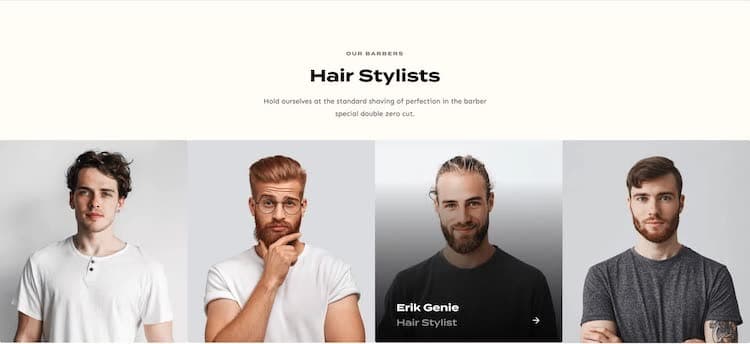 OUR BARBERS
Hair Stylists
Hold ourselves at the standard shaving of perfection in the barber
special double zero cut.
Erik Genie
Hair Stylist